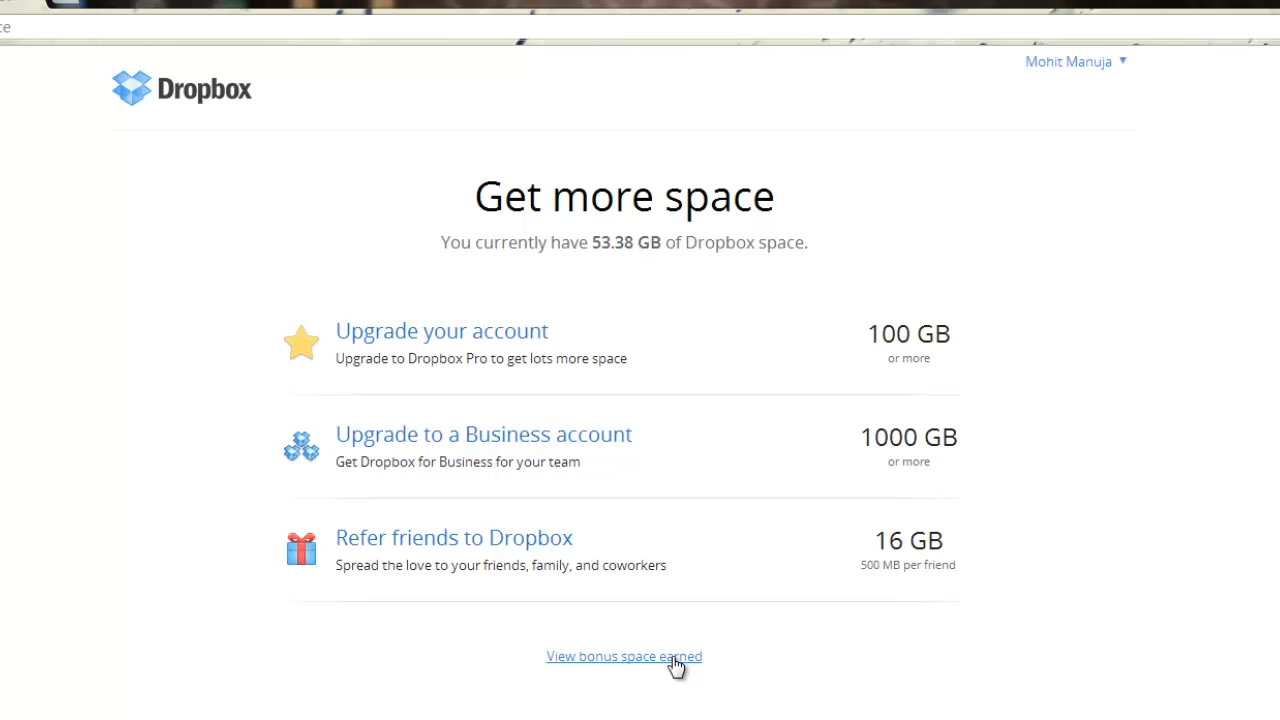 ce
Mohit Manuja
Dropbox
Get more space
You currently have 53.38 GB of Dropbox space.
Upgrade your account
100 GB
Upgrade to Dropbox Pro to get lots more space
or more
Upgrade to a Business account
1000 GB
Get Dropbox for Business for your team
or more
Refer friends to Dropbox
16 GB
Spread the love to your friends, family, and coworkers
500 MB per friend
View bonus space earned